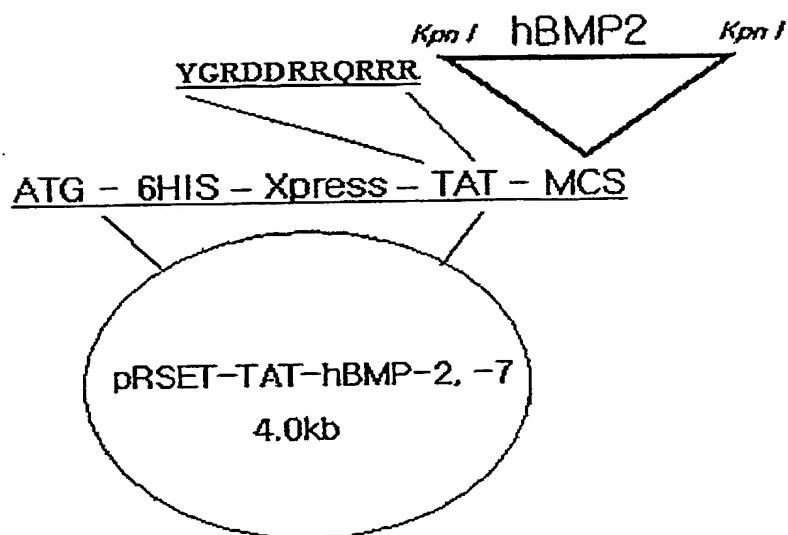 Kpn I hBMP2 Kpn I
YGRDDRRQRRR
ATG – 6HIS – Xpress – TAT – MCS
pRSET-TAT-hBMP-2, -7
4.0kb